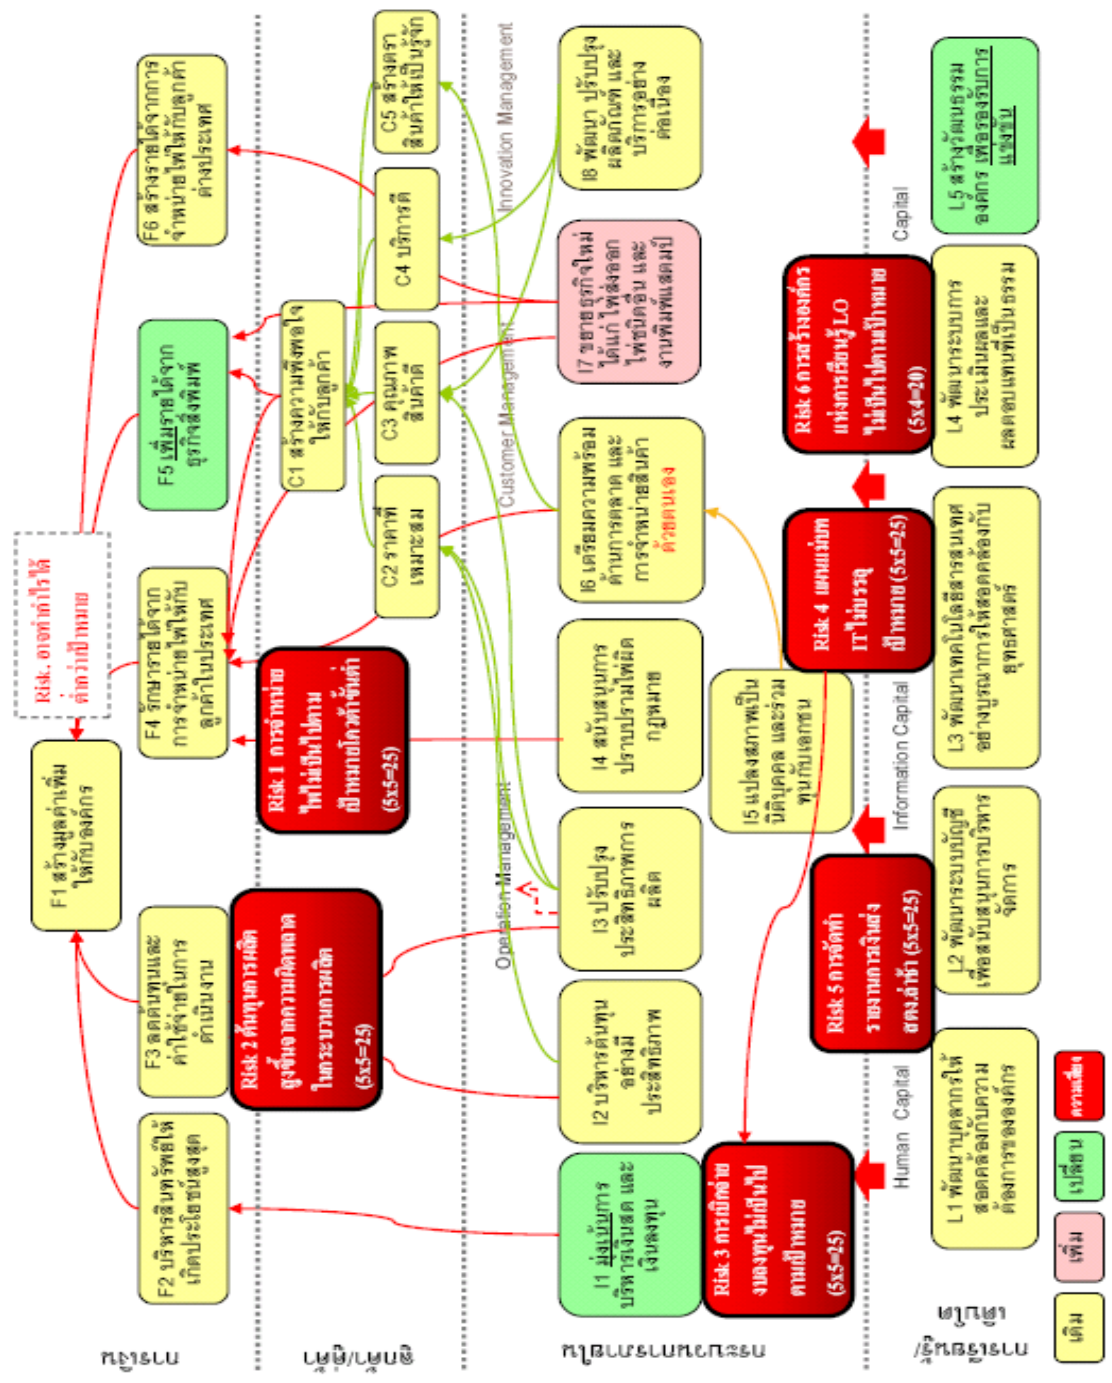 การเงิน
F1 สร้างมูลค่าเพิ่ม
ให้กับองค์กร
Risk. อาจทำกำไรได้
ต่ำกว่าเป้าหมาย
F2 บริหารสินทรัพย์ให้
เกิดประโยชน์สูงสุด
F3 ลดต้นทุนและ
ค่าใช้จ่ายในการ
ดำเนินงาน
F4 รักษารายได้จาก
การจำหน่ายไพ่ให้กับ
ลูกค้าในประเทศ
F5 เพิ่มรายได้จาก
ธุรกิจสิ่งพิมพ์
F6 สร้างรายได้จากการ
จำหน่ายไพ่ให้กับลูกค้า
ต่างประเทศ
ลูกค้า/คู่ค้า
Risk 2 ต้นทุนการผลิต
สูงขึ้นจากความผิดพลาด
ในกระบวนการผลิต
(5x5=25)
Risk 1 การจำหน่าย
ไพ่ไม่เป็นไปตาม
เป้าหมายโควต้าขั้นต่ำ
(5x5=25)
C1 สร้างความพึงพอใจ
ให้กับลูกค้า
C2 ราคาที่
เหมาะสม
C3 คุณภาพ
สินค้าดี
C4 บริการดี
C5 สร้างตรา
สินค้าให้เป็นรู้จัก
กระบวนการภายใน
Operation Management
Customer Management
Innovation Management
I1 มุ่งเน้นการ
บริหารเงินสด และ
เงินลงทุน
I2 บริหารต้นทุน
อย่างมี
ประสิทธิภาพ
I3 ปรับปรุง
ประสิทธิภาพการ
ผลิต
I4 สนับสนุนการ
ปราบปรามไพ่ผิด
กฎหมาย
I6 เตรียมความพร้อม
ด้านการตลาด และ
การจำหน่ายสินค้า
ด้วยตนเอง
I7 ขยายธุรกิจใหม่
ได้แก่ ไพ่ส่งออก
ไพ่ชนิดอื่น และ
งานพิมพ์แสตมป์
I8 พัฒนา ปรับปรุง
ผลิตภัณฑ์ และ
บริการอย่าง
ต่อเนื่อง
I5 แปลงสภาพเป็น
นิติบุคคล และร่วม
ทุนกับเอกชน
Risk 3 การเบิกจ่าย
งบลงทุนไม่เป็นไป
ตามเป้าหมาย
(5x5=25)
Risk 5 การจัดทำ
รายงานการเงินส่ง
สตง.ล่าช้า (5x5=25)
Risk 4 แผนแม่บท
IT ไม่บรรลุ
เป้าหมาย (5x5=25)
Risk 6 การสร้างองค์กร
แห่งการเรียนรู้ LO
ไม่เป็นไปตามเป้าหมาย
(5x4=20)
การเรียนรู้/
เติบโต
Human Capital
Information Capital
Capital
L1 พัฒนาบุคลากรให้
สอดคล้องกับความ
ต้องการขององค์กร
L2 พัฒนาระบบบัญชี
เพื่อสนับสนุนการบริหาร
จัดการ
L3 พัฒนาเทคโนโลยีสารสนเทศ
อย่างบูรณาการให้สอดคล้องกับ
ยุทธศาสตร์
L4 พัฒนาระบบการ
ประเมินผลและ
ผลตอบแทนที่เป็นธรรม
L5 สร้างวัฒนธรรม
องค์กร เพื่อรองรับการ
แข่งขัน
เดิม
เพิ่ม
เปลี่ยน
ความเสี่ยง